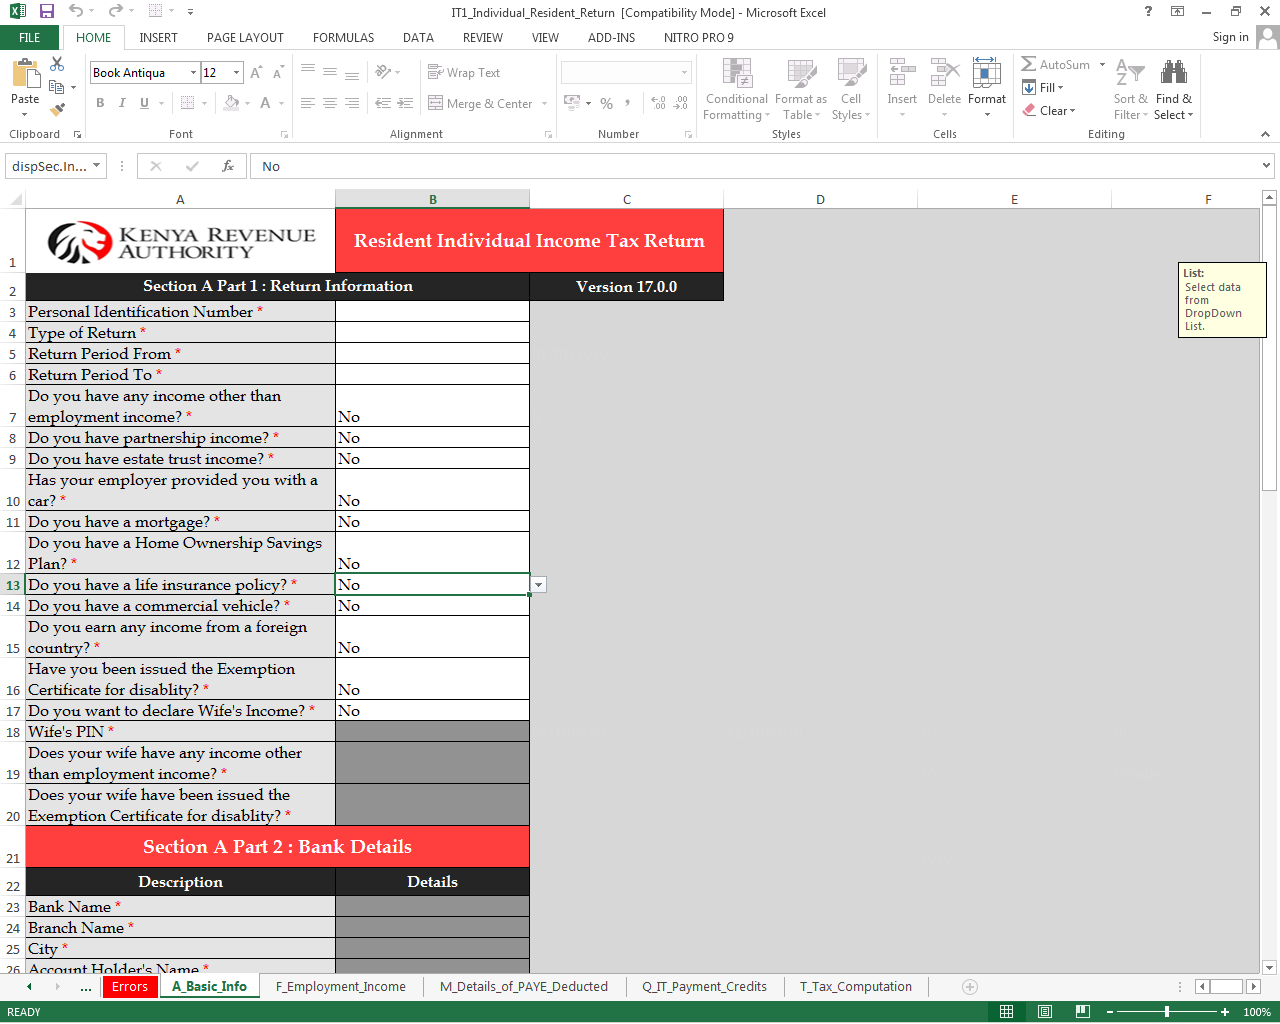 IT1_Individual_Resident_Return [Compatibility Mode] - Microsoft Excel
FILE HOME INSERT PAGE LAYOUT FORMULAS DATA REVIEW VIEW ADD-INS NITRO PRO 9 Sign in
Paste
Book Antiqua 12
Wrap Text
Merge & Center
Conditional Formatting
Format as Table
Cell Styles
Insert Delete Format
AutoSum
Fill
Clear
Sort & Filter
Find & Select
Clipboard Font Alignment Number Styles Cells Editing
dispSec.In... fx No
A B C D E F
KENYA REVENUE
AUTHORITY
1 Resident Individual Income Tax Return
2 Section A Part 1 : Return Information Version 17.0.0
List:
Select data
from
DropDown
List.
3 Personal Identification Number *
4 Type of Return *
5 Return Period From *
6 Return Period To *
Do you have any income other than
7 employment income? * No
8 Do you have partnership income? * No
9 Do you have estate trust income? * No
Has your employer provided you with a
10 car? * No
11 Do you have a mortgage? * No
Do you have a Home Ownership Savings
12 Plan? * No
13 Do you have a life insurance policy? * No
14 Do you have a commercial vehicle? * No
Do you earn any income from a foreign
15 country? * No
Have you been issued the Exemption
16 Certificate for disablity? * No
17 Do you want to declare Wife's Income? * No
18 Wife's PIN *
Does your wife have any income other
19 than employment income? *
Does your wife have been issued the
20 Exemption Certificate for disablity? *
21 Section A Part 2 : Bank Details
22 Description Details
23 Bank Name *
24 Branch Name *
25 City *
26 Account Holder's Name *
... Errors A_Basic_Info F_Employment_Income M_Details_of_PAYE_Deducted Q_IT_Payment_Credits T_Tax_Computation
READY 100%